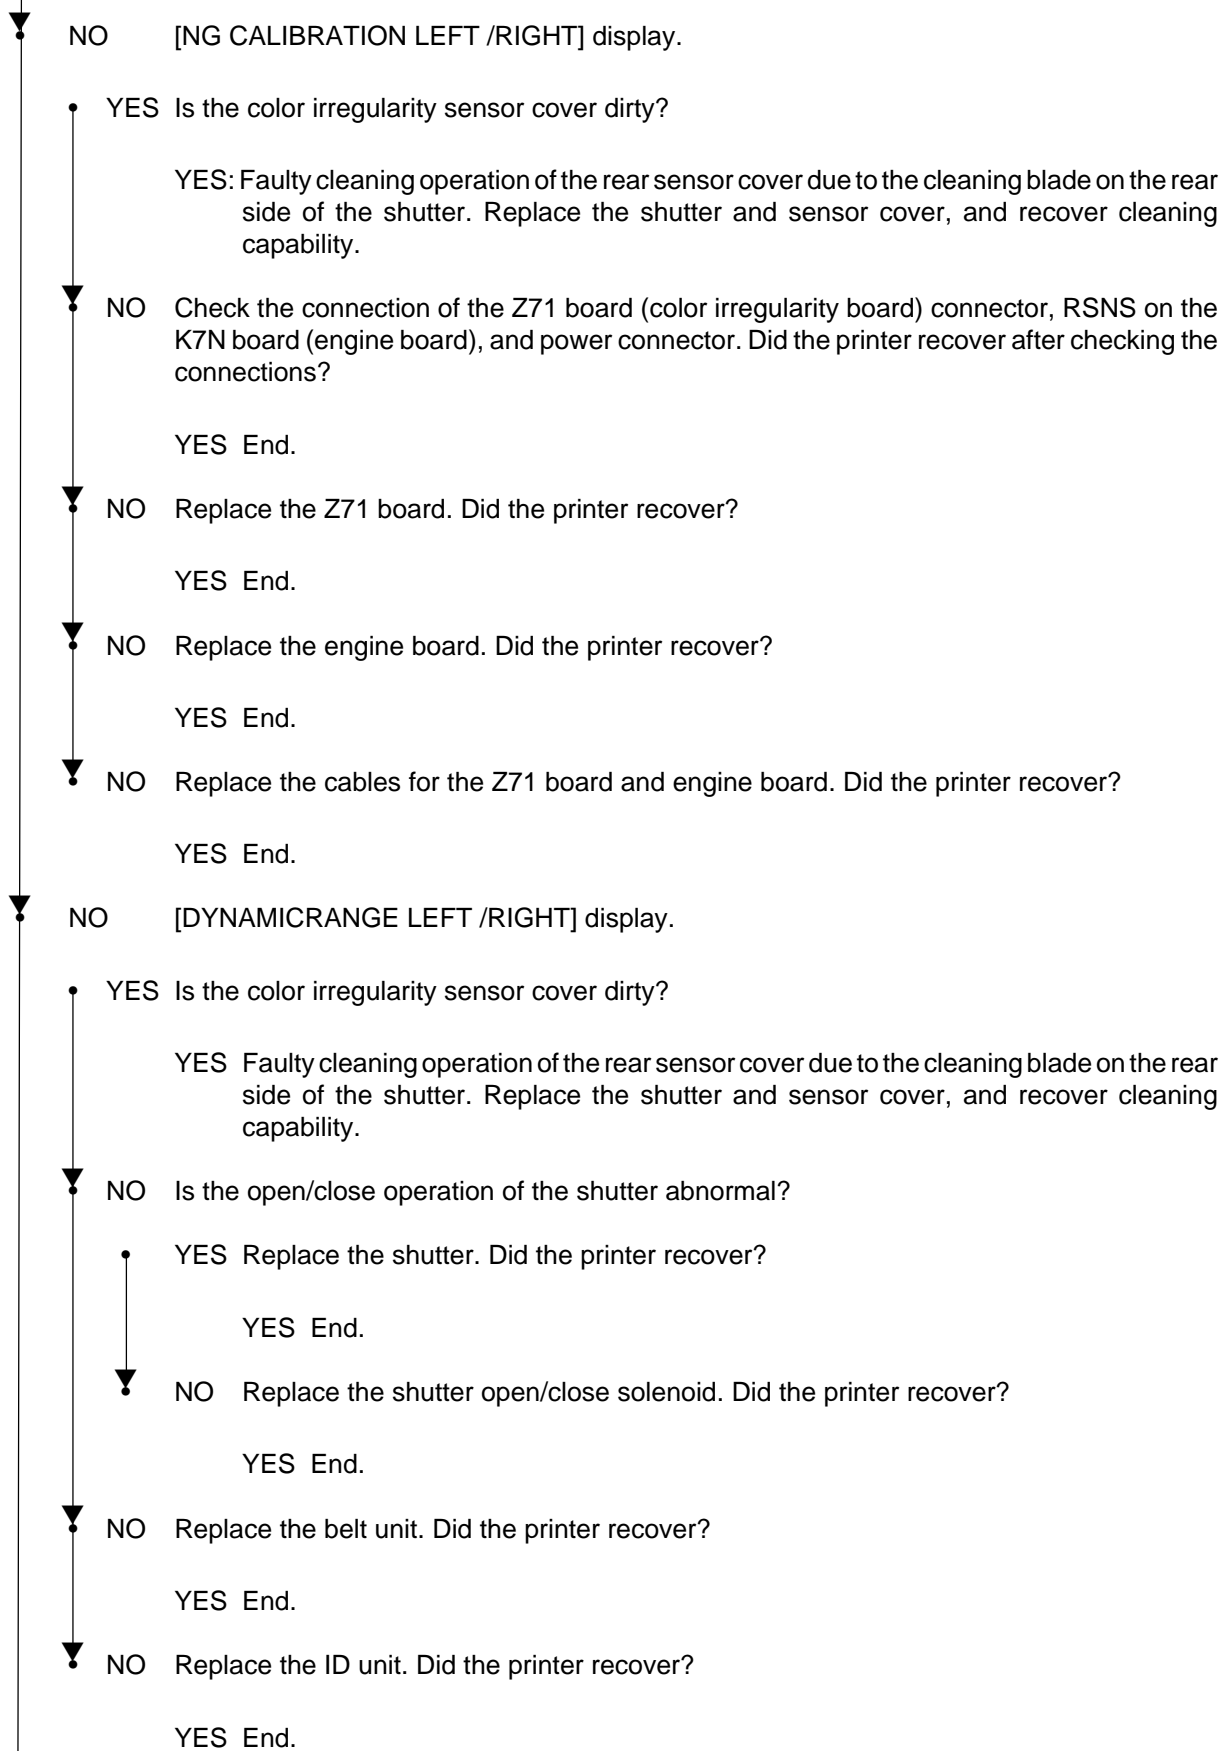 NO [NG CALIBRATION LEFT /RIGHT] display.
YES Is the color irregularity sensor cover dirty?
YES: Faulty cleaning operation of the rear sensor cover due to the cleaning blade on the rear
side of the shutter. Replace the shutter and sensor cover, and recover cleaning
capability.
NO Check the connection of the Z71 board (color irregularity board) connector, RSNS on the
K7N board (engine board), and power connector. Did the printer recover after checking the
connections?
YES End.
NO Replace the Z71 board. Did the printer recover?
YES End.
NO Replace the engine board. Did the printer recover?
YES End.
NO Replace the cables for the Z71 board and engine board. Did the printer recover?
YES End.
NO [DYNAMICRANGE LEFT /RIGHT] display.
YES Is the color irregularity sensor cover dirty?
YES Faulty cleaning operation of the rear sensor cover due to the cleaning blade on the rear
side of the shutter. Replace the shutter and sensor cover, and recover cleaning
capability.
NO Is the open/close operation of the shutter abnormal?
YES Replace the shutter. Did the printer recover?
YES End.
NO Replace the shutter open/close solenoid. Did the printer recover?
YES End.
NO Replace the belt unit. Did the printer recover?
YES End.
NO Replace the ID unit. Did the printer recover?
YES End.